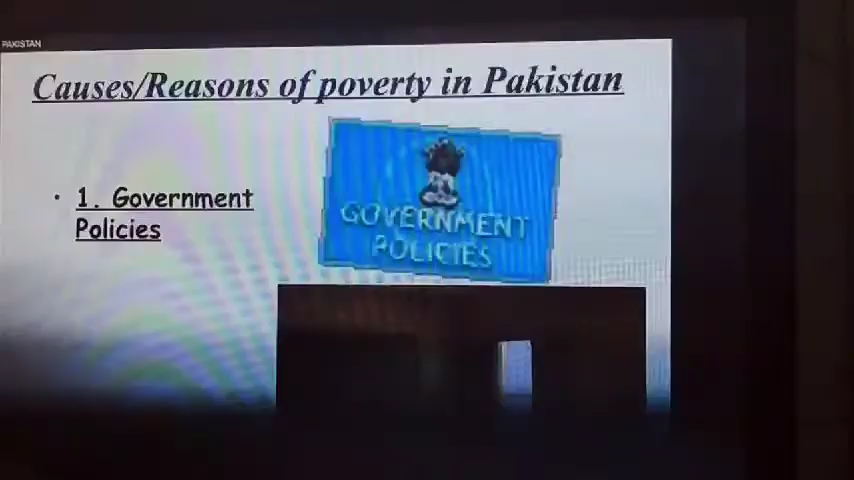 PAKISTAN
Causes/Reasons of poverty in Pakistan
• 1. Government
Policies
GOVERNMENT
POLICIES